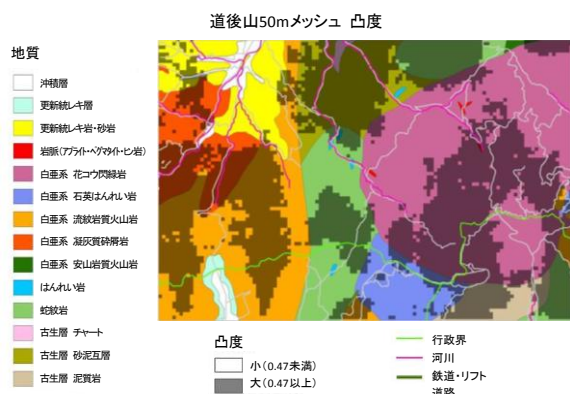 道後山50mメッシュ 凸度
地質
沖積層
更新統レキ層
更新統レキ岩・砂岩
岩脈(アプライト・ペグマタイト・ヒン岩)
白亜系 花コウ閃緑岩
白亜系 石英はんれい岩
白亜系 流紋岩質火山岩
白亜系 凝灰質砕屑岩
白亜系 安山岩質火山岩
はんれい岩
蛇紋岩
古生層 チャート
古生層 砂泥互層
古生層 泥質岩
凸度
小(0.47未満)
大(0.47以上)
行政界
河川
鉄道・リフト
道路